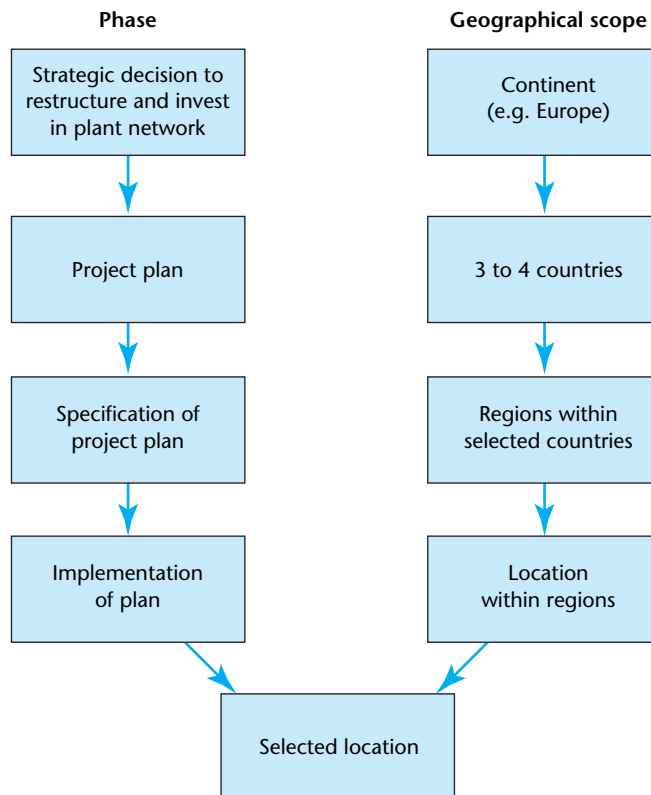 Phase
Strategic decision to
restructure and invest
in plant network
Project plan
Specification of
project plan
Implementation
of plan
Geographical scope
Continent
(e.g. Europe)
3 to 4 countries
Regions within
selected countries
Location
within regions
Selected location